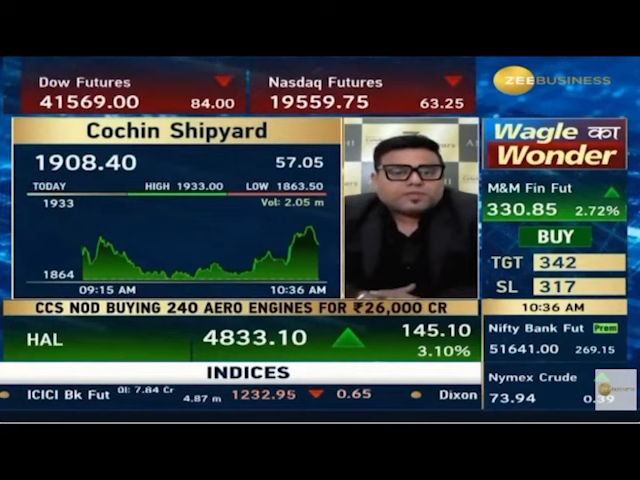 Dow Futures
41569.00 84.00
Nasdaq Futures
19559.75 63.25
ZEEBUSINESS
Cochin Shipyard
1908.40 57.05
TODAY HIGH 1933.00 LOW 1863.50
1933 Vol: 2.05 m
1864
09:15 AM 10:36 AM
Wagle का
Wonder
M&M Fin Fut
330.85 2.72%
BUY
TGT 342
SL 317
10:36 AM
CCS NOD BUYING 240 AERO ENGINES FOR ₹26,000 CR
HAL 4833.10 145.10
3.10%
Nifty Bank Fut Prem
51641.00 269.15
INDICES
Nymex Crude
73.94 0.39
ICICI Bk Fut OI: 7.84 Cr 4.87 m 1232.95 0.65 Dixon